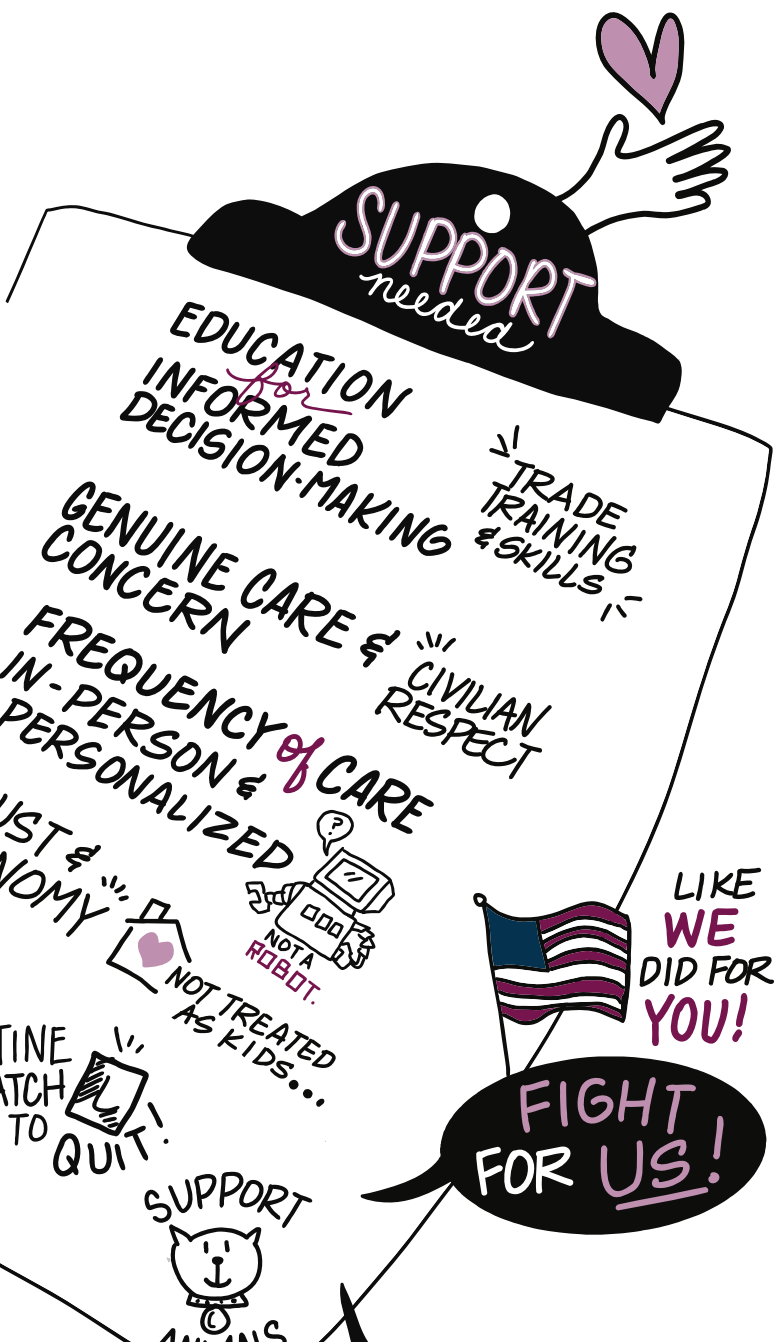 SUPPORT
needed
EDUCATION
for
INFORMED
DECISION-MAKING
TRADE
TRAINING
& SKILLS
GENUINE CARE &
CONCERN
CIVILIAN
RESPECT
FREQUENCY of CARE
IN-PERSON &
PERSONALIZED
?
NOT A
ROBOT.
&
NOT TREATED
AS KIDS...
TO
QUIT.
SUPPORT
LIKE
WE
DID FOR
YOU!
FIGHT
FOR US!